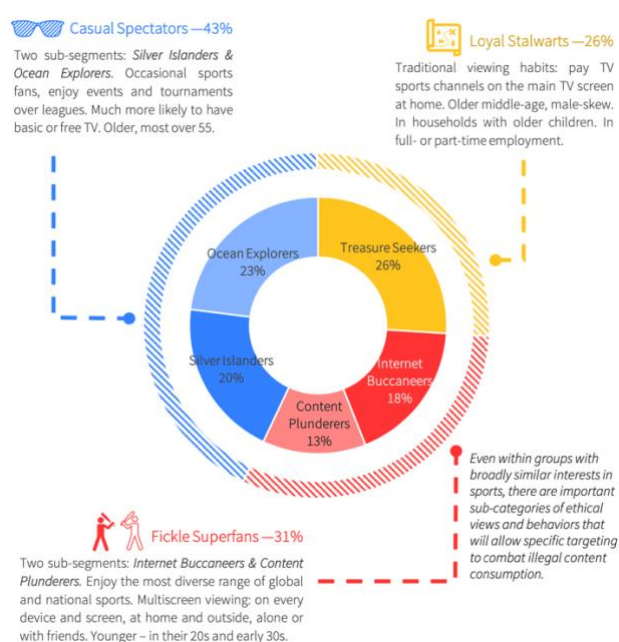 Casual Spectators —43%
Two sub-segments: Silver Islanders &
Ocean Explorers. Occasional sports
fans, enjoy events and tournaments
over leagues. Much more likely to have
basic or free TV. Older, most over 55.
Loyal Stalwarts —26%
Traditional viewing habits: pay TV
sports channels on the main TV screen
at home. Older middle-age, male-skew.
In households with older children. In
full- or part-time employment.
Ocean Explorers
23%
Treasure Seekers
26%
Silver Islanders
20%
Internet
Buccaneers
18%
Content
Plunderers
13%
Even within groups with
broadly similar interests in
sports, there are important
sub-categories of ethical
views and behaviors that
will allow specific targeting
to combat illegal content
consumption.
Fickle Superfans —31%
Two sub-segments: Internet Buccaneers & Content
Plunderers. Enjoy the most diverse range of global
and national sports. Multiscreen viewing: on every
device and screen, at home and outside, alone or
with friends. Younger – in their 20s and early 30s.